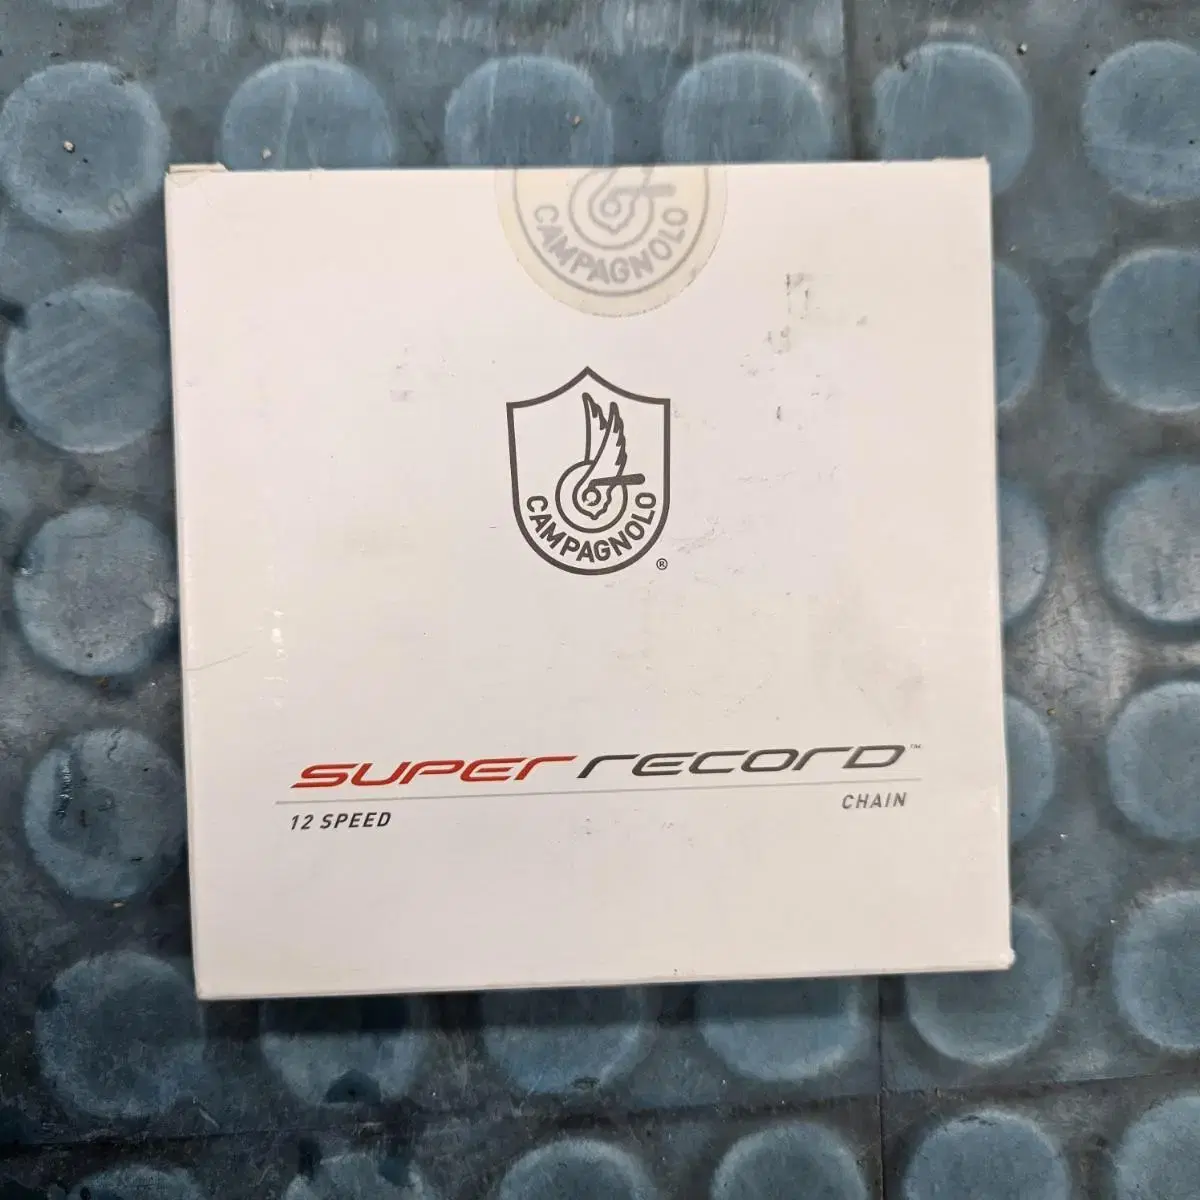 CAMPAGNOLO
CAMPAGNOLO
®
SUPER RECORD™
12 SPEED
CHAIN